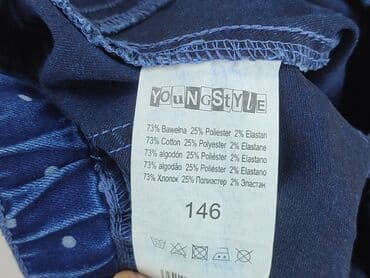 YoUnGStyLE
73% Bawełna 25% Poliester 2% Elastan
73% Cotton 25% Polyester 2% Elastane
73% algodón 25% Poliéster 2% Elastano
73% algodón 25% Poliéster 2% Elastano
73% Хлопок 25% Полиэстер 2% Эластан
146